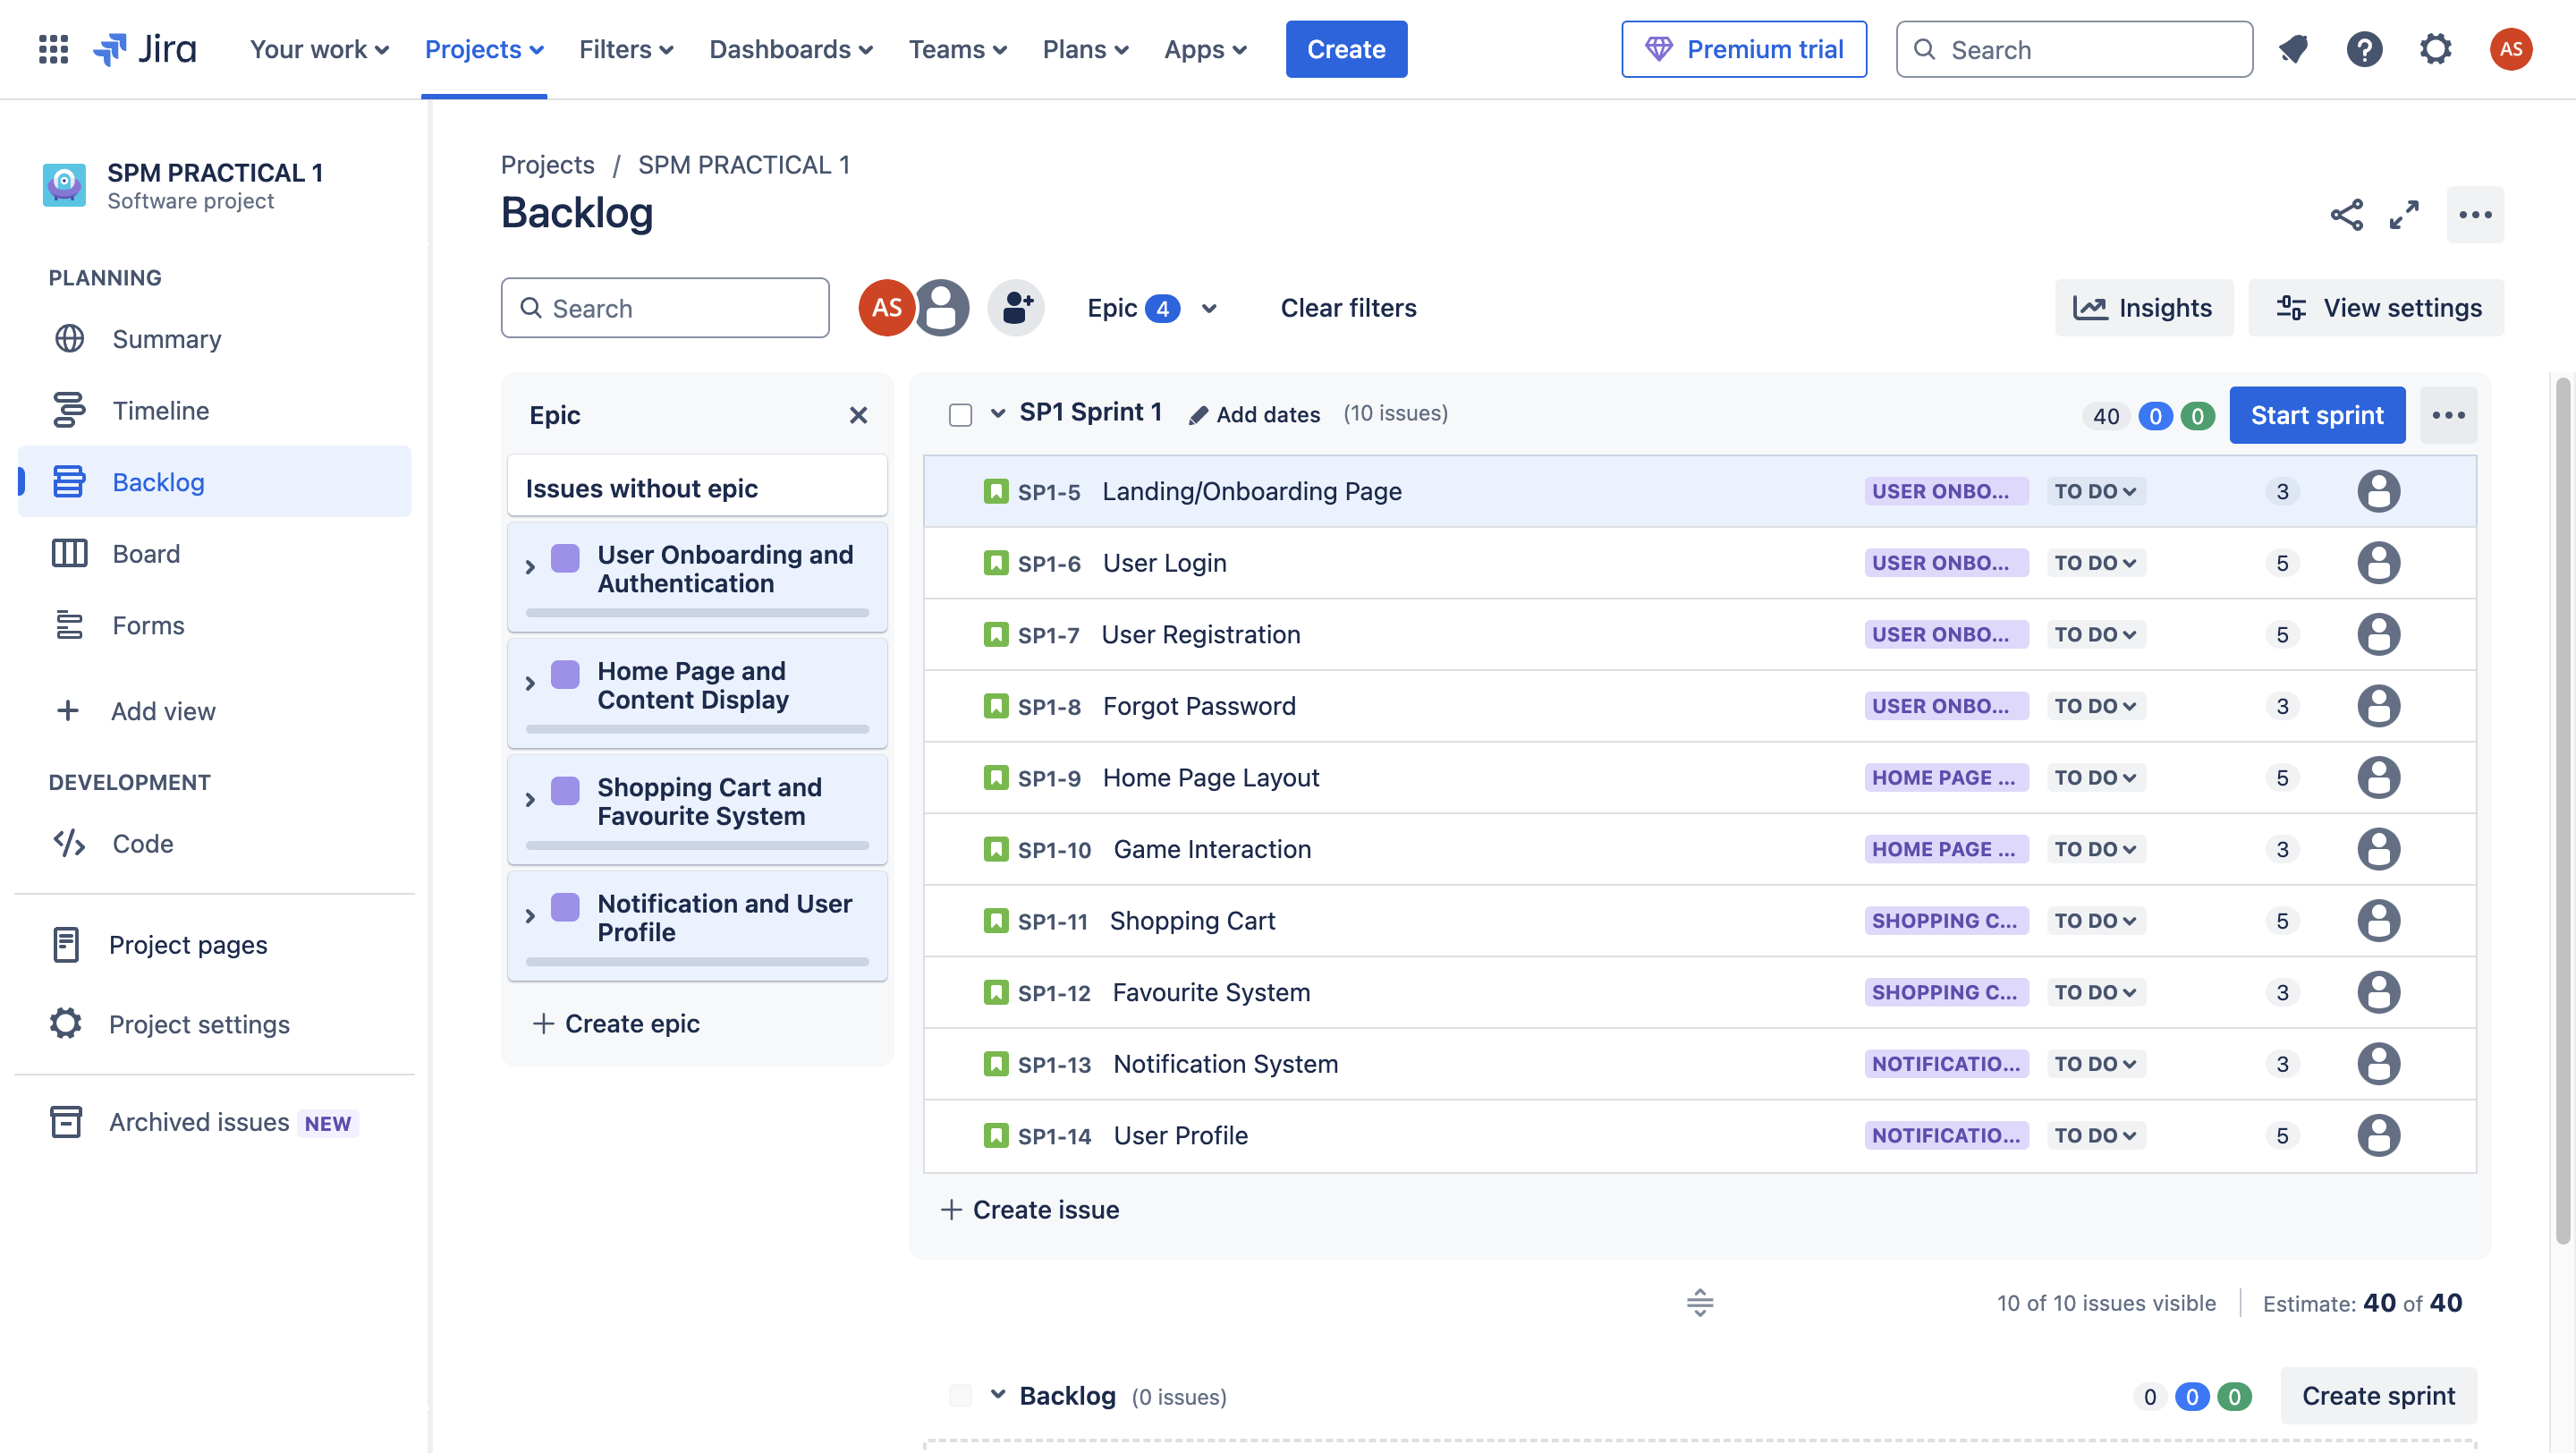 Jira
Your work
Projects
Filters
Dashboards
Teams
Plans
Apps
Create
Premium trial
Search
AS
SPM PRACTICAL 1
Software project
PLANNING
Summary
Timeline
Backlog
Board
Forms
Add view
DEVELOPMENT
Code
Project pages
Project settings
Archived issues NEW
Projects / SPM PRACTICAL 1
Backlog
Search
AS
Epic 4
Clear filters
Insights
View settings
Epic
Issues without epic
User Onboarding and
Authentication
Home Page and
Content Display
Shopping Cart and
Favourite System
Notification and User
Profile
Create epic
SP1 Sprint 1 Add dates (10 issues) 40 0 0 Start sprint
SP1-5 Landing/Onboarding Page USER ONBO... TO DO 3
SP1-6 User Login USER ONBO... TO DO 5
SP1-7 User Registration USER ONBO... TO DO 5
SP1-8 Forgot Password USER ONBO... TO DO 3
SP1-9 Home Page Layout HOME PAGE ... TO DO 5
SP1-10 Game Interaction HOME PAGE ... TO DO 3
SP1-11 Shopping Cart SHOPPING C... TO DO 5
SP1-12 Favourite System SHOPPING C... TO DO 3
SP1-13 Notification System NOTIFICATIO... TO DO 3
SP1-14 User Profile NOTIFICATIO... TO DO 5
Create issue
10 of 10 issues visible Estimate: 40 of 40
Backlog (0 issues) 0 0 0 Create sprint